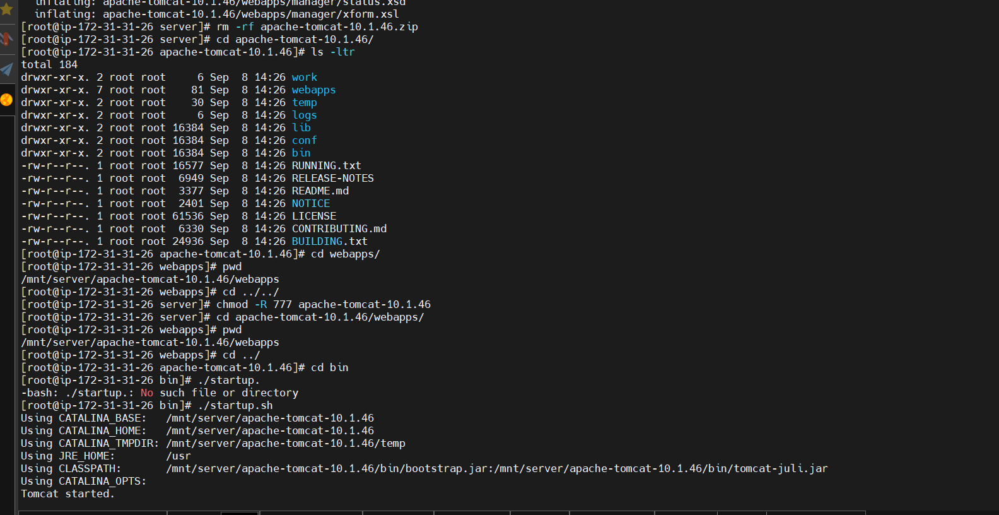 inflating: apache-tomcat-10.1.46/webapps/manager/status.xsd
inflating: apache-tomcat-10.1.46/webapps/manager/xform.xsl
[root@ip-172-31-31-26 server]# rm -rf apache-tomcat-10.1.46.zip
[root@ip-172-31-31-26 server]# cd apache-tomcat-10.1.46/
[root@ip-172-31-31-26 apache-tomcat-10.1.46]# ls -ltr
total 184
drwxr-xr-x. 2 root root     6 Sep  8 14:26 work
drwxr-xr-x. 7 root root    81 Sep  8 14:26 webapps
drwxr-xr-x. 2 root root    30 Sep  8 14:26 temp
drwxr-xr-x. 2 root root     6 Sep  8 14:26 logs
drwxr-xr-x. 2 root root 16384 Sep  8 14:26 lib
drwxr-xr-x. 2 root root 16384 Sep  8 14:26 conf
drwxr-xr-x. 2 root root 16384 Sep  8 14:26 bin
-rw-r--r--. 1 root root 16577 Sep  8 14:26 RUNNING.txt
-rw-r--r--. 1 root root  6949 Sep  8 14:26 RELEASE-NOTES
-rw-r--r--. 1 root root  3377 Sep  8 14:26 README.md
-rw-r--r--. 1 root root  2401 Sep  8 14:26 NOTICE
-rw-r--r--. 1 root root 61536 Sep  8 14:26 LICENSE
-rw-r--r--. 1 root root  6330 Sep  8 14:26 CONTRIBUTING.md
-rw-r--r--. 1 root root 24936 Sep  8 14:26 BUILDING.txt
[root@ip-172-31-31-26 apache-tomcat-10.1.46]# cd webapps/
[root@ip-172-31-31-26 webapps]# pwd
/mnt/server/apache-tomcat-10.1.46/webapps
[root@ip-172-31-31-26 webapps]# cd ../../
[root@ip-172-31-31-26 server]# chmod -R 777 apache-tomcat-10.1.46
[root@ip-172-31-31-26 server]# cd apache-tomcat-10.1.46/webapps/
[root@ip-172-31-31-26 webapps]# pwd
/mnt/server/apache-tomcat-10.1.46/webapps
[root@ip-172-31-31-26 webapps]# cd ../
[root@ip-172-31-31-26 apache-tomcat-10.1.46]# cd bin
[root@ip-172-31-31-26 bin]# ./startup.
-bash: ./startup.: No such file or directory
[root@ip-172-31-31-26 bin]# ./startup.sh
Using CATALINA_BASE:   /mnt/server/apache-tomcat-10.1.46
Using CATALINA_HOME:   /mnt/server/apache-tomcat-10.1.46
Using CATALINA_TMPDIR: /mnt/server/apache-tomcat-10.1.46/temp
Using JRE_HOME:        /usr
Using CLASSPATH:       /mnt/server/apache-tomcat-10.1.46/bin/bootstrap.jar:/mnt/server/apache-tomcat-10.1.46/bin/tomcat-juli.jar
Using CATALINA_OPTS:
Tomcat started.